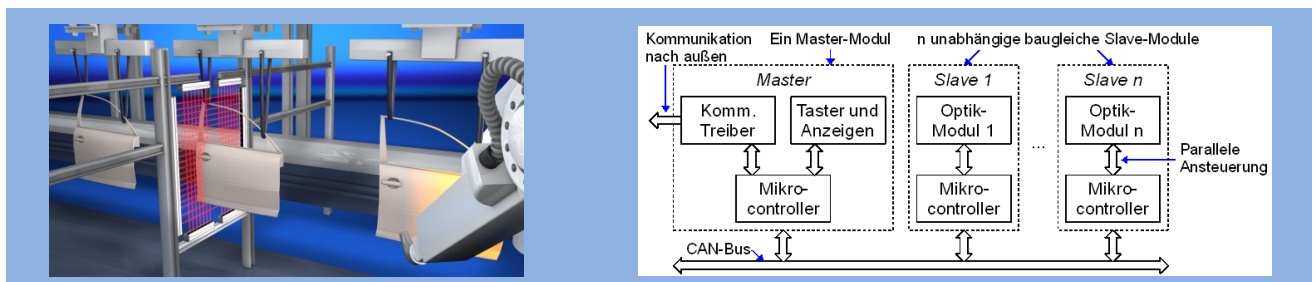 Kommunikation
nach außen
Ein Master-Modul
n unabhängige baugleiche Slave-Module
Master
Komm.
Treiber
Taster und
Anzeigen
Mikro-
controller
Slave 1
Optik-
Modul 1
Mikro-
controller
...
Slave n
Optik-
Modul n
Mikro-
controller
Parallele
Ansteuerung
CAN-Bus